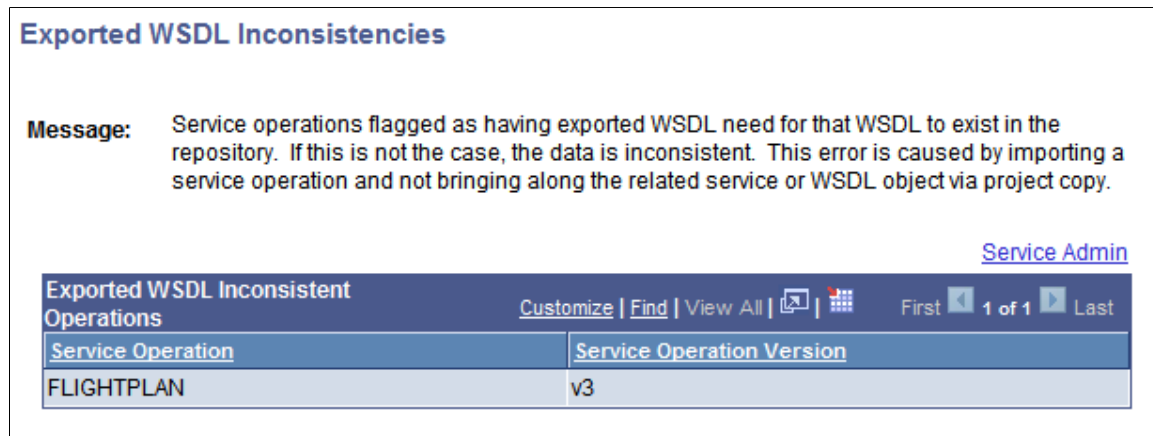 Exported WSDL Inconsistencies
Message: Service operations flagged as having exported WSDL need for that WSDL to exist in the
repository. If this is not the case, the data is inconsistent. This error is caused by importing a
service operation and not bringing along the related service or WSDL object via project copy.
Service Admin
Exported WSDL Inconsistent
Operations
Customize | Find | View All | | First 1 of 1 Last
Service Operation Service Operation Version
FLIGHTPLAN v3